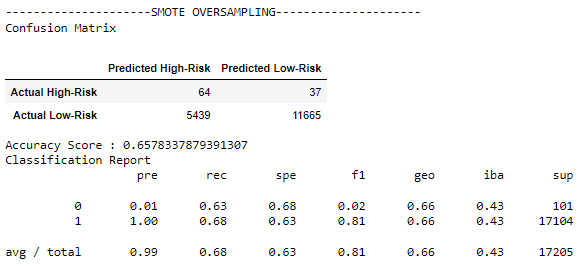 ---------------------SMOTE OVERSAMPLING---------------------
Confusion Matrix
Predicted High-Risk Predicted Low-Risk
Actual High-Risk 64 37
Actual Low-Risk 5439 11665
Accuracy Score : 0.6578337879391307
Classification Report
pre rec spe f1 geo iba sup
0 0.01 0.63 0.68 0.02 0.66 0.43 101
1 1.00 0.68 0.63 0.81 0.66 0.43 17104
avg / total 0.99 0.68 0.63 0.81 0.66 0.43 17205